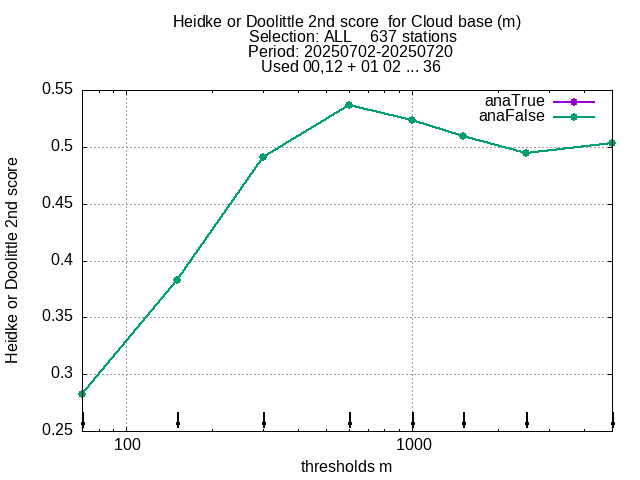 Heidke or Doolittle 2nd score  for Cloud base (m)
Selection: ALL    637 stations
Period: 20250702-20250720
Used 00,12 + 01 02 ... 36
anaTrue
anaFalse
0.55
0.5
0.45
0.4
0.35
0.3
0.25
Heidke or Doolittle 2nd score
100
1000
thresholds m